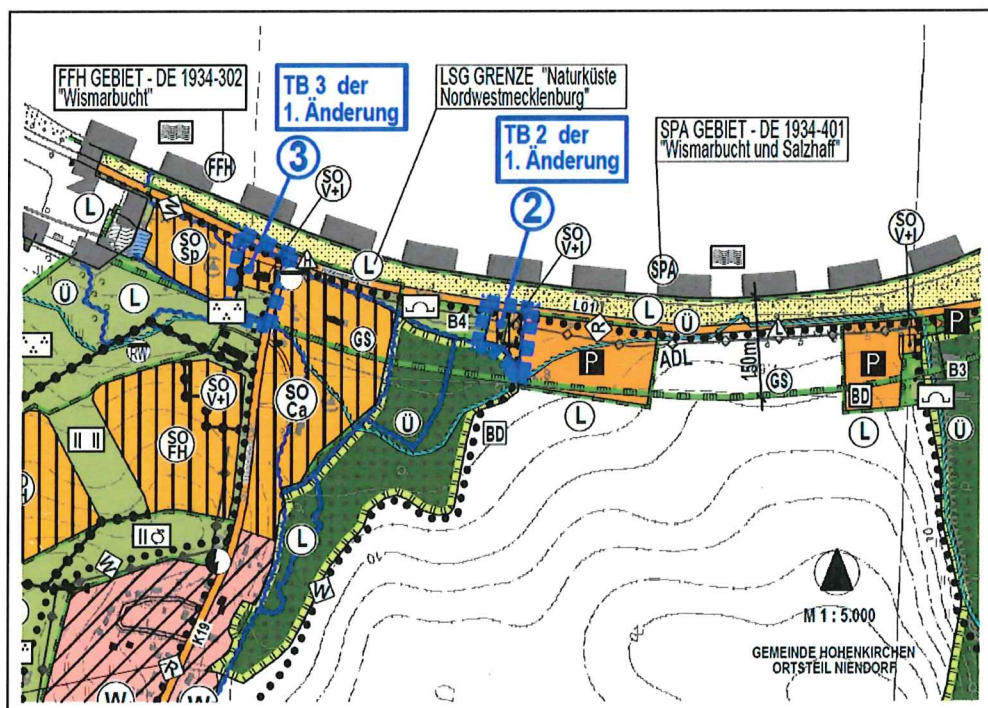 FFH GEBIET - DE 1934-302
"Wismarbucht"
TB 3 der
1. Änderung
LSG GRENZE "Naturküste
Nordwestmecklenburg"
TB 2 der
1. Änderung
SPA GEBIET - DE 1934-401
"Wismarbucht und Salzhaff"
FFH
3
SO
V+I
2
SO
V+I
SO
V+I
L
W
SO
Sp
L
SPA
Ü
L
Lö1
L
Ü
R
P
B4
GS
P
ADL
150m
GS
P
BD
B3
L
L
Ü
RW
SO
V+I
SO
Ca
Ü
BD
SO
FH
L
10
W
W
K19
R
W
W
L
M 1 : 5.000
GEMEINDE HOHENKIRCHEN
ORTSTEIL NIENDORF